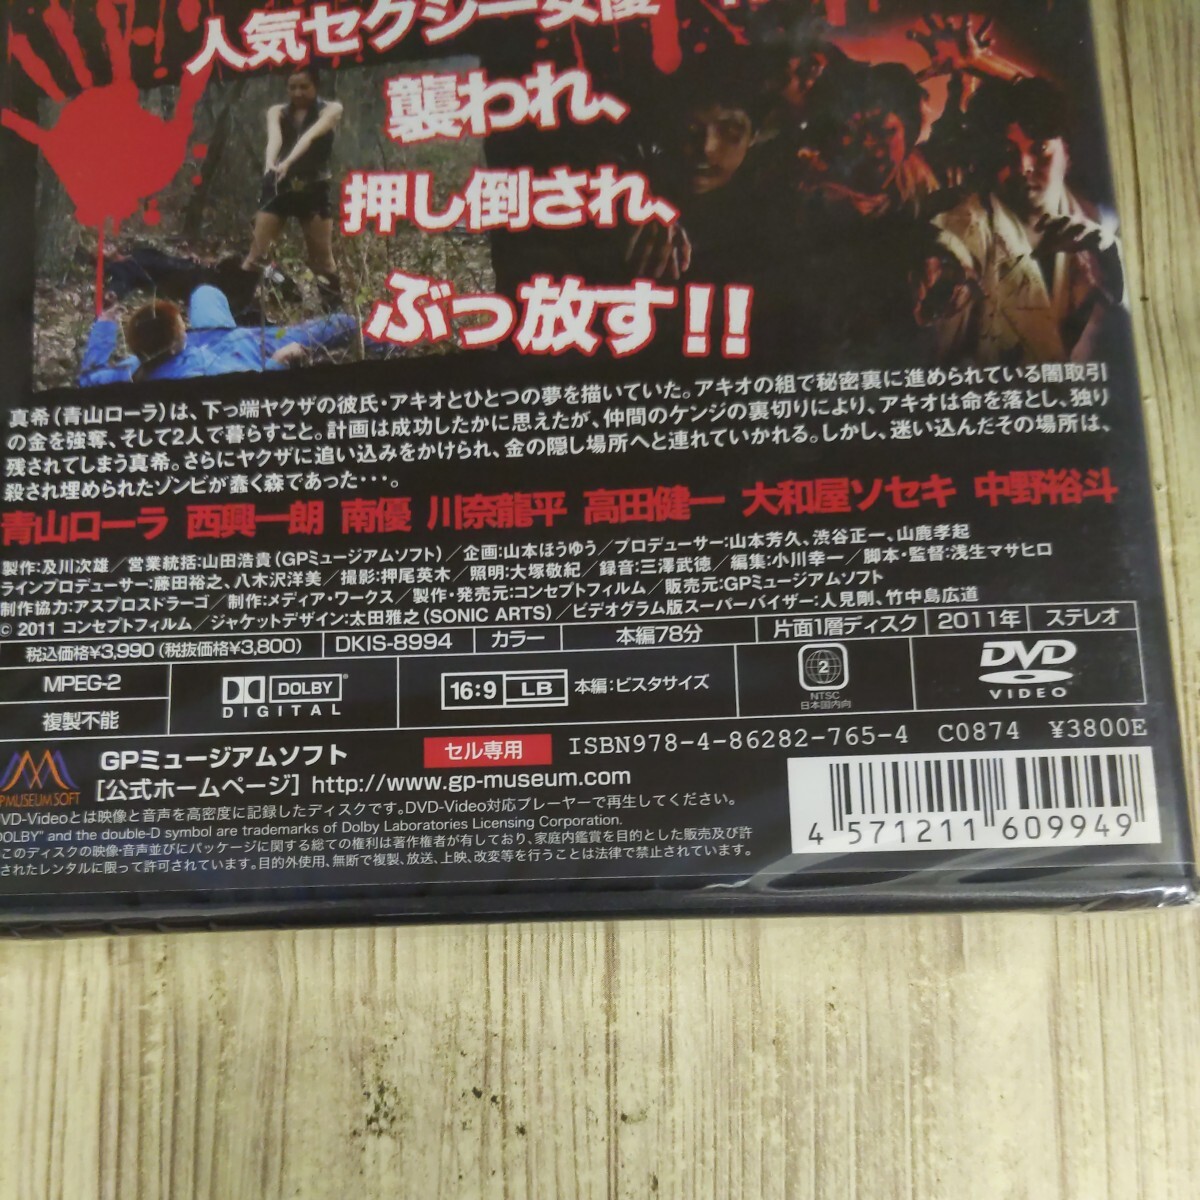 人気セクシー女優
襲われ、
押し倒され、
ぶっ放す!!
真希(青山ローラ)は、下っ端ヤクザの彼氏・アキオとひとつの夢を描いていた。アキオの組で秘密裏に進められている闇取引
の金を強奪、そして2人で暮らすこと。計画は成功したかに思えたが、仲間のケンジの裏切りにより、アキオは命を落とし、独り
残されてしまう真希。さらにヤクザに追い込みをかけられ、金の隠し場所へと連れていかれる。しかし、迷い込んだその場所は、
殺され埋められたゾンビが蠢く森であった・・・。
青山ローラ 西興一朗 南優 川奈龍平 高田健一 大和屋ソセキ 中野裕斗
製作:及川次雄/営業統括:山田浩貴(GPミュージアムソフト)/企画:山本ほうゆう/プロデューサー:山本芳久、渋谷正一、山鹿孝起
ラインプロデューサー:藤田裕之、八木沢洋美/撮影:押尾英木/照明:大塚敬紀/録音:三澤武徳/編集:小川幸一/脚本・監督:浅生マサヒロ
制作協力:アスプロストラーゴ/制作:メディア・ワークス/製作・発売元:コンセプトフィルム/販売元:GPミュージアムソフト
© 2011 コンセプトフィルム/ジャケットデザイン:太田雅之(SONIC ARTS)/ビデオグラム版スーパーバイザー:人見剛、竹中島広道
税込価格¥3,990(税抜価格¥3,800) DKIS-8994 カラー 本編78分 片面1層ディスク 2011年 ステレオ
MPEG-2
複製不能
DOLBY
DIGITAL
16:9 LB 本編:ビスタサイズ
2
NTSC
日本国内向
DVD
VIDEO
GPミュージアムソフト セル専用 ISBN978-4-86282-765-4 C0874 ¥3800E
[公式ホームページ] http://www.gp-museum.com
MUSEUM SOFT
DVD-Videoとは映像と音声を高密度に記録したディスクです。DVD-Video対応プレーヤーで再生してください。
"DOLBY" and the double-D symbol are trademarks of Dolby Laboratories Licensing Corporation.
このディスクの映像・音声並びにパッケージに関する総ての権利は著作権者が有しており、家庭内鑑賞を目的とした販売及び許
されたレンタルに限って許可されています。目的外使用、無断で複製、放送、上映、改変等を行うことは法律で禁止されています。
4 571211 609949